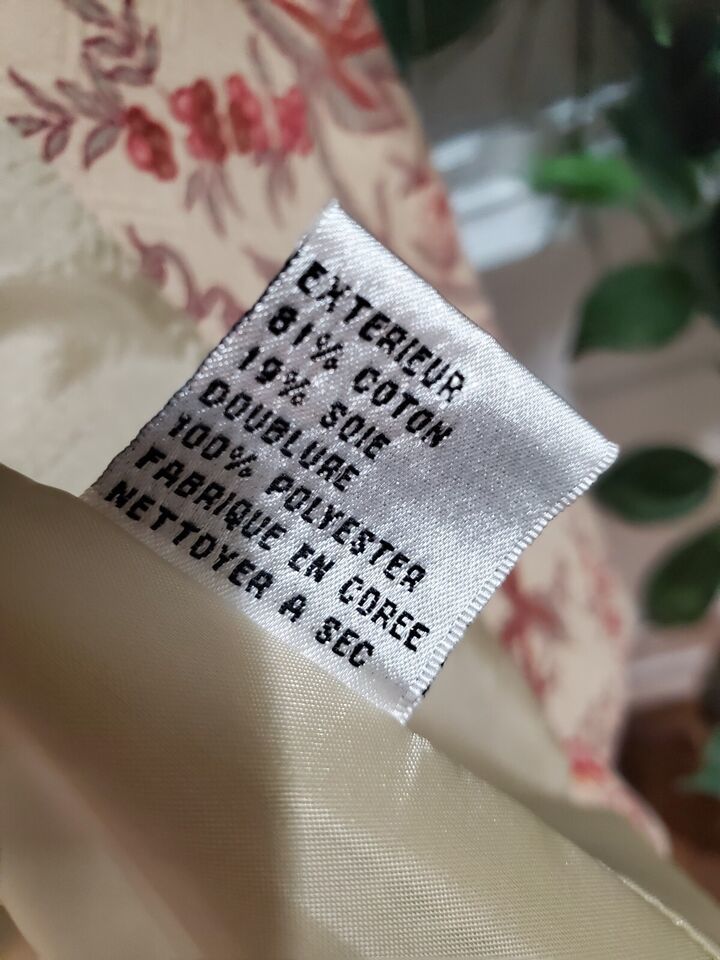 EXTERIEUR
81% COTON
19% SOIE
DOUBLURE
100% POLYESTER
FABRIQUE EN COREE
NETTOYER A SEC